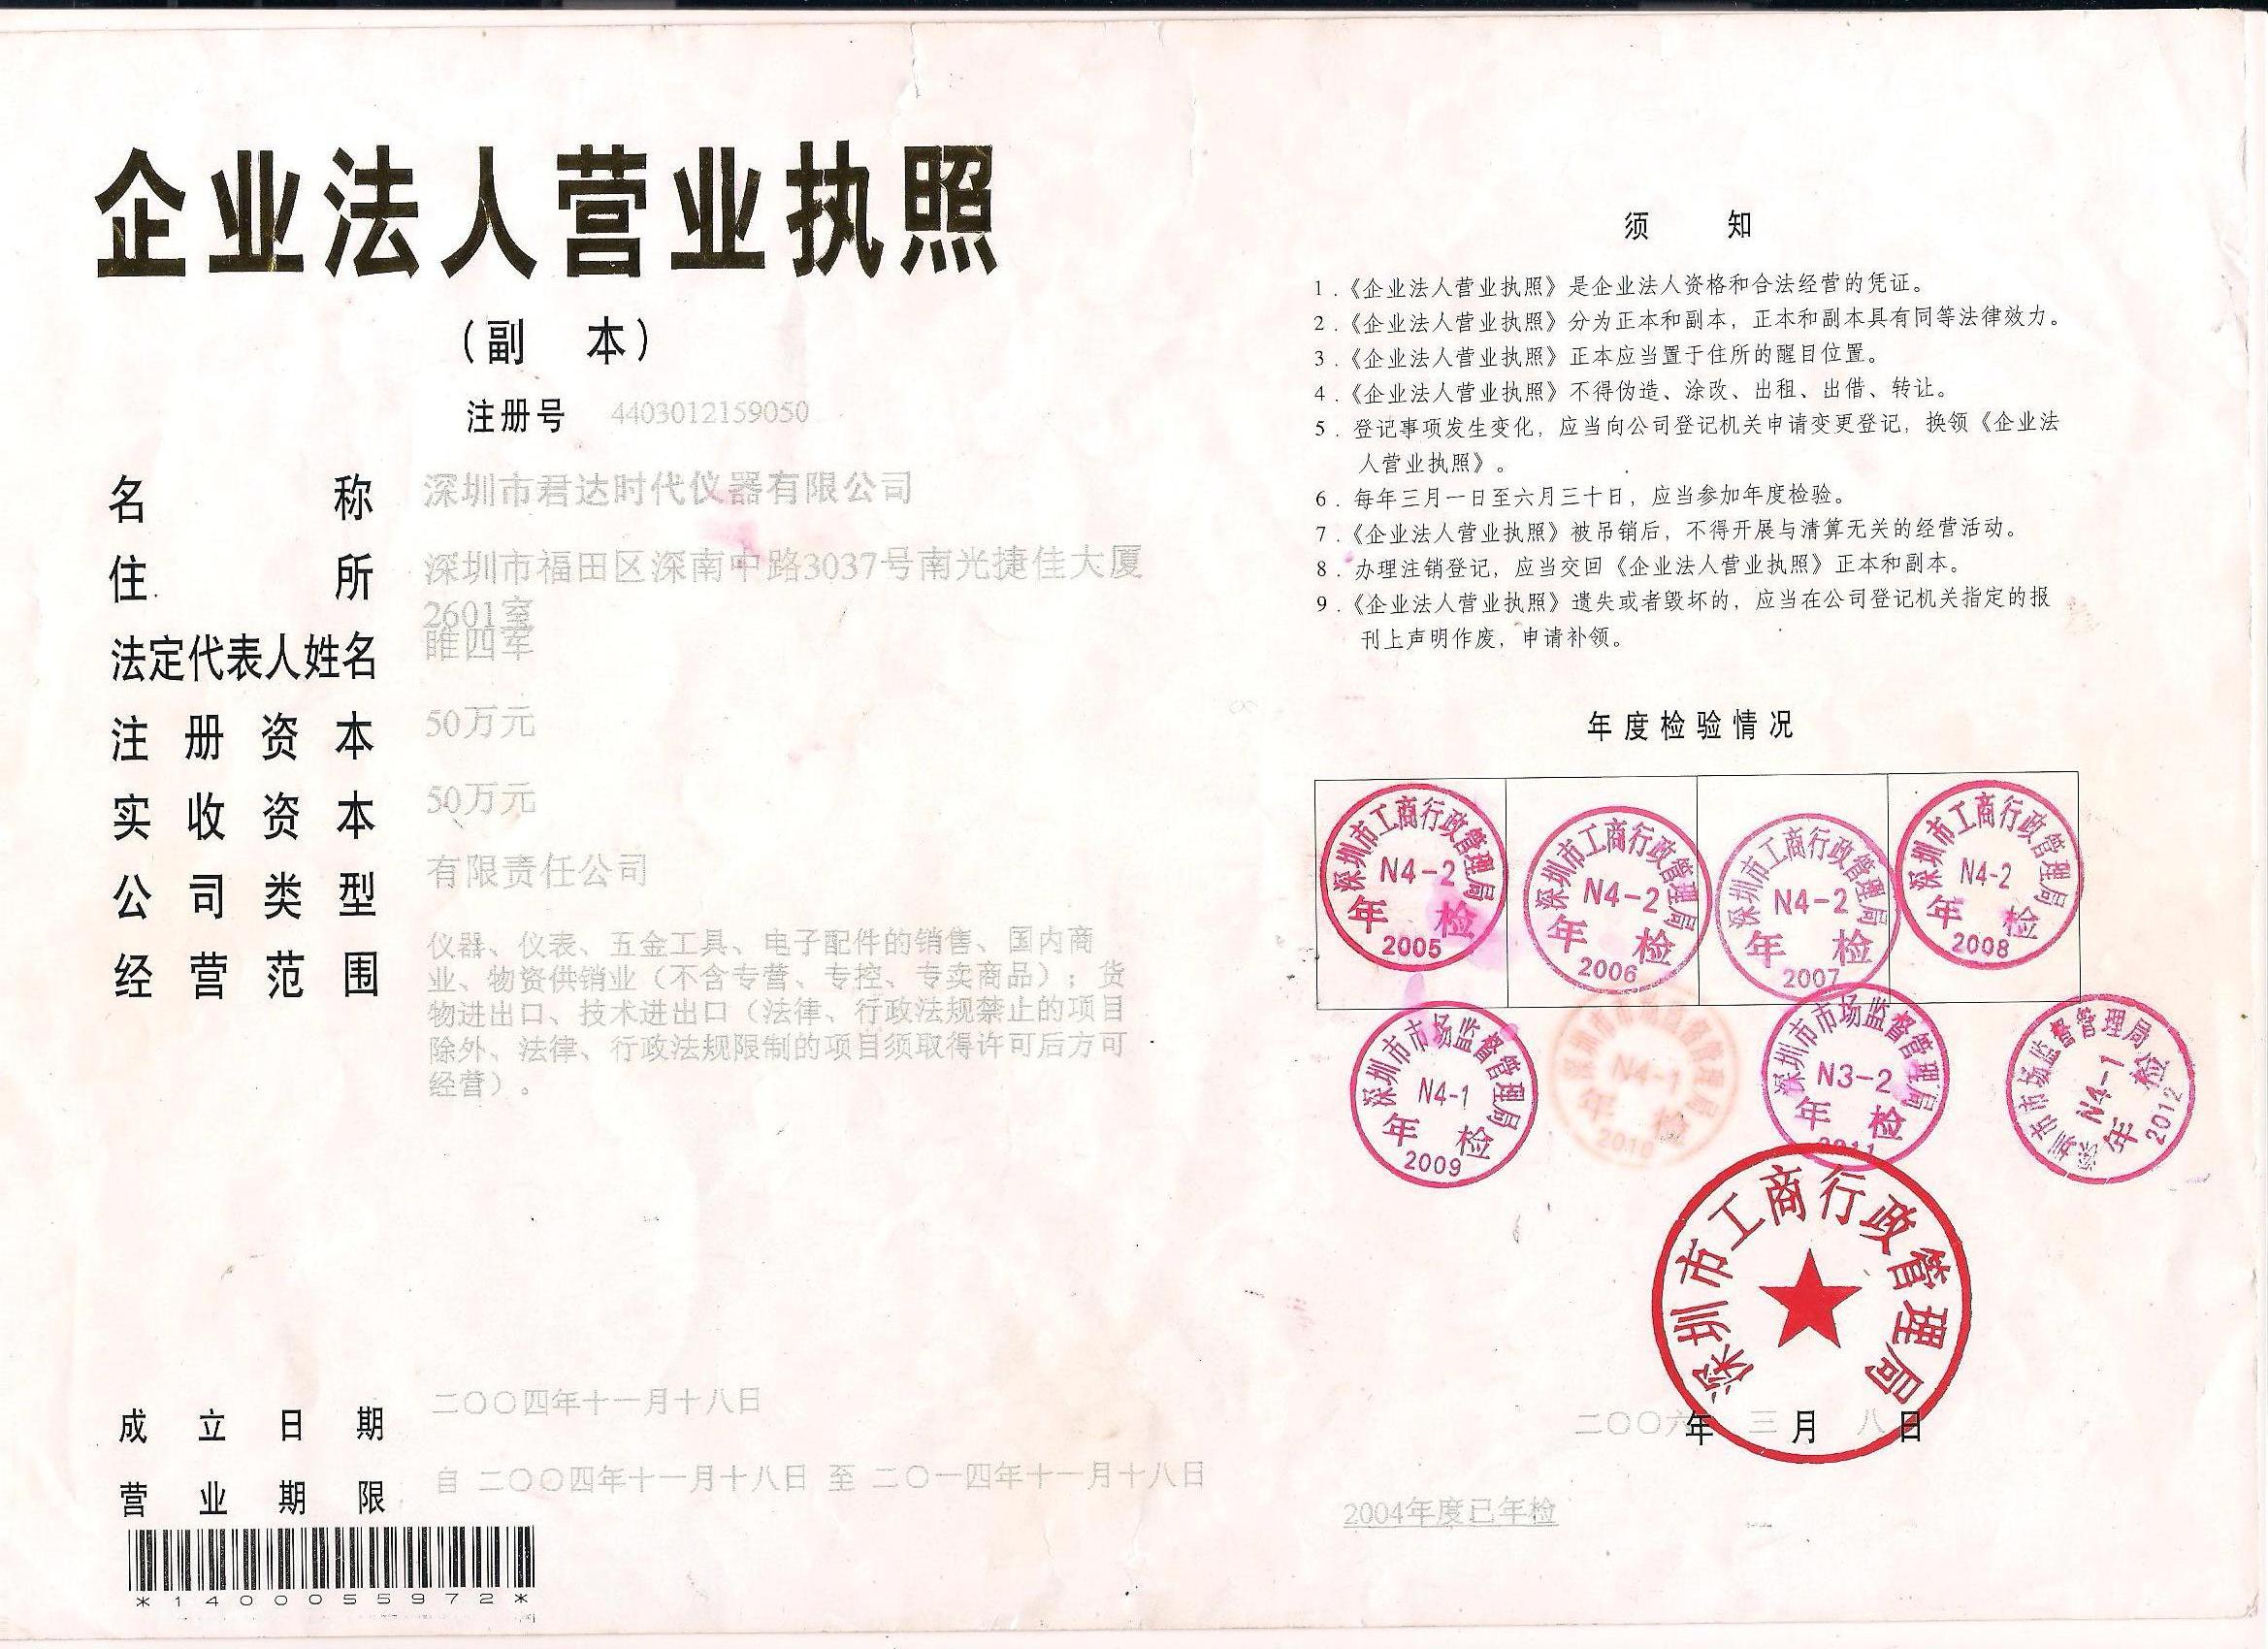 企业法人营业执照
（副 本）
注册号 4403012159050
名 称 深圳市君达时代仪器有限公司
住 所 深圳市福田区深南中路3037号南光捷佳大厦
2601室
法定代表人姓名 睢四军
注 册 资 本 50万元
实 收 资 本 50万元
公 司 类 型 有限责任公司
经 营 范 围 仪器、仪表、五金工具、电子配件的销售、国内商
业、物资供销业（不含专营、专控、专卖商品）；货
物进出口、技术进出口（法律、行政法规禁止的项目
除外、法律、行政法规限制的项目须取得许可后方可
经营）。
成 立 日 期 二〇〇四年十一月十八日
营 业 期 限 自 二〇〇四年十一月十八日 至 二〇一四年十一月十八日
*14000055972*
须 知
1．《企业法人营业执照》是企业法人资格和合法经营的凭证。
2．《企业法人营业执照》分为正本和副本，正本和副本具有同等法律效力。
3．《企业法人营业执照》正本应当置于住所的醒目位置。
4．《企业法人营业执照》不得伪造、涂改、出租、出借、转让。
5．登记事项发生变化，应当向公司登记机关申请变更登记，换领《企业法
人营业执照》。
6．每年三月一日至六月三十日，应当参加年度检验。
7．《企业法人营业执照》被吊销后，不得开展与清算无关的经营活动。
8．办理注销登记，应当交回《企业法人营业执照》正本和副本。
9．《企业法人营业执照》遗失或者毁坏的，应当在公司登记机关指定的报
刊上声明作废，申请补领。
年度检验情况
深圳市工商行政管理局
N4-2
年 检
2005
深圳市工商行政管理局
N4-2
年 检
2006
深圳市工商行政管理局
N4-2
年 检
2007
深圳市工商行政管理局
N4-2
年 检
2008
深圳市市场监督管理局
N4-1
年 检
2009
N4-1
年 检
2010
深圳市市场监督管理局
N3-2
年 检
2011
深圳市市场监督管理局
N4-1
年 检
2012
深圳市工商行政管理局
二〇〇六年 三 月 八 日
2004年度已年检